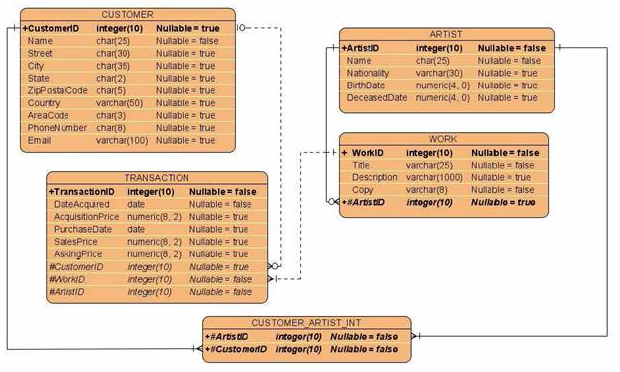 CUSTOMER
+CustomerID integer(10) Nullable = true
Name char(25) Nullable = false
Street char(30) Nullable = true
City char(35) Nullable = true
State char(2) Nullable = true
ZipPostalCode char(5) Nullable = true
Country varchar(50) Nullable = true
AreaCode char(3) Nullable = true
PhoneNumber char(8) Nullable = true
Email varchar(100) Nullable = true
ARTIST
+ArtistID integer(10) Nullable = false
Name char(25) Nullable = false
Nationality varchar(30) Nullable = true
BirthDate numeric(4, 0) Nullable = true
DeceasedDate numeric(4, 0) Nullable = true
WORK
+ WorkID integer(10) Nullable = false
Title varchar(25) Nullable = false
Description varchar(1000) Nullable = true
Copy varchar(8) Nullable = false
+#ArtistID integer(10) Nullable = true
TRANSACTION
+TransactionID integer(10) Nullable = false
DateAcquired date Nullable = false
AcquisitionPrice numeric(8, 2) Nullable = false
PurchaseDate date Nullable = true
SalesPrice numeric(8, 2) Nullable = true
AskingPrice numeric(8, 2) Nullable = true
#CustomerID integer(10) Nullable = true
#WorkID integer(10) Nullable = false
#ArtistID integer(10) Nullable = false
CUSTOMER_ARTIST_INT
+#ArtistID integer(10) Nullable = false
+#CustomerID integer(10) Nullable = false